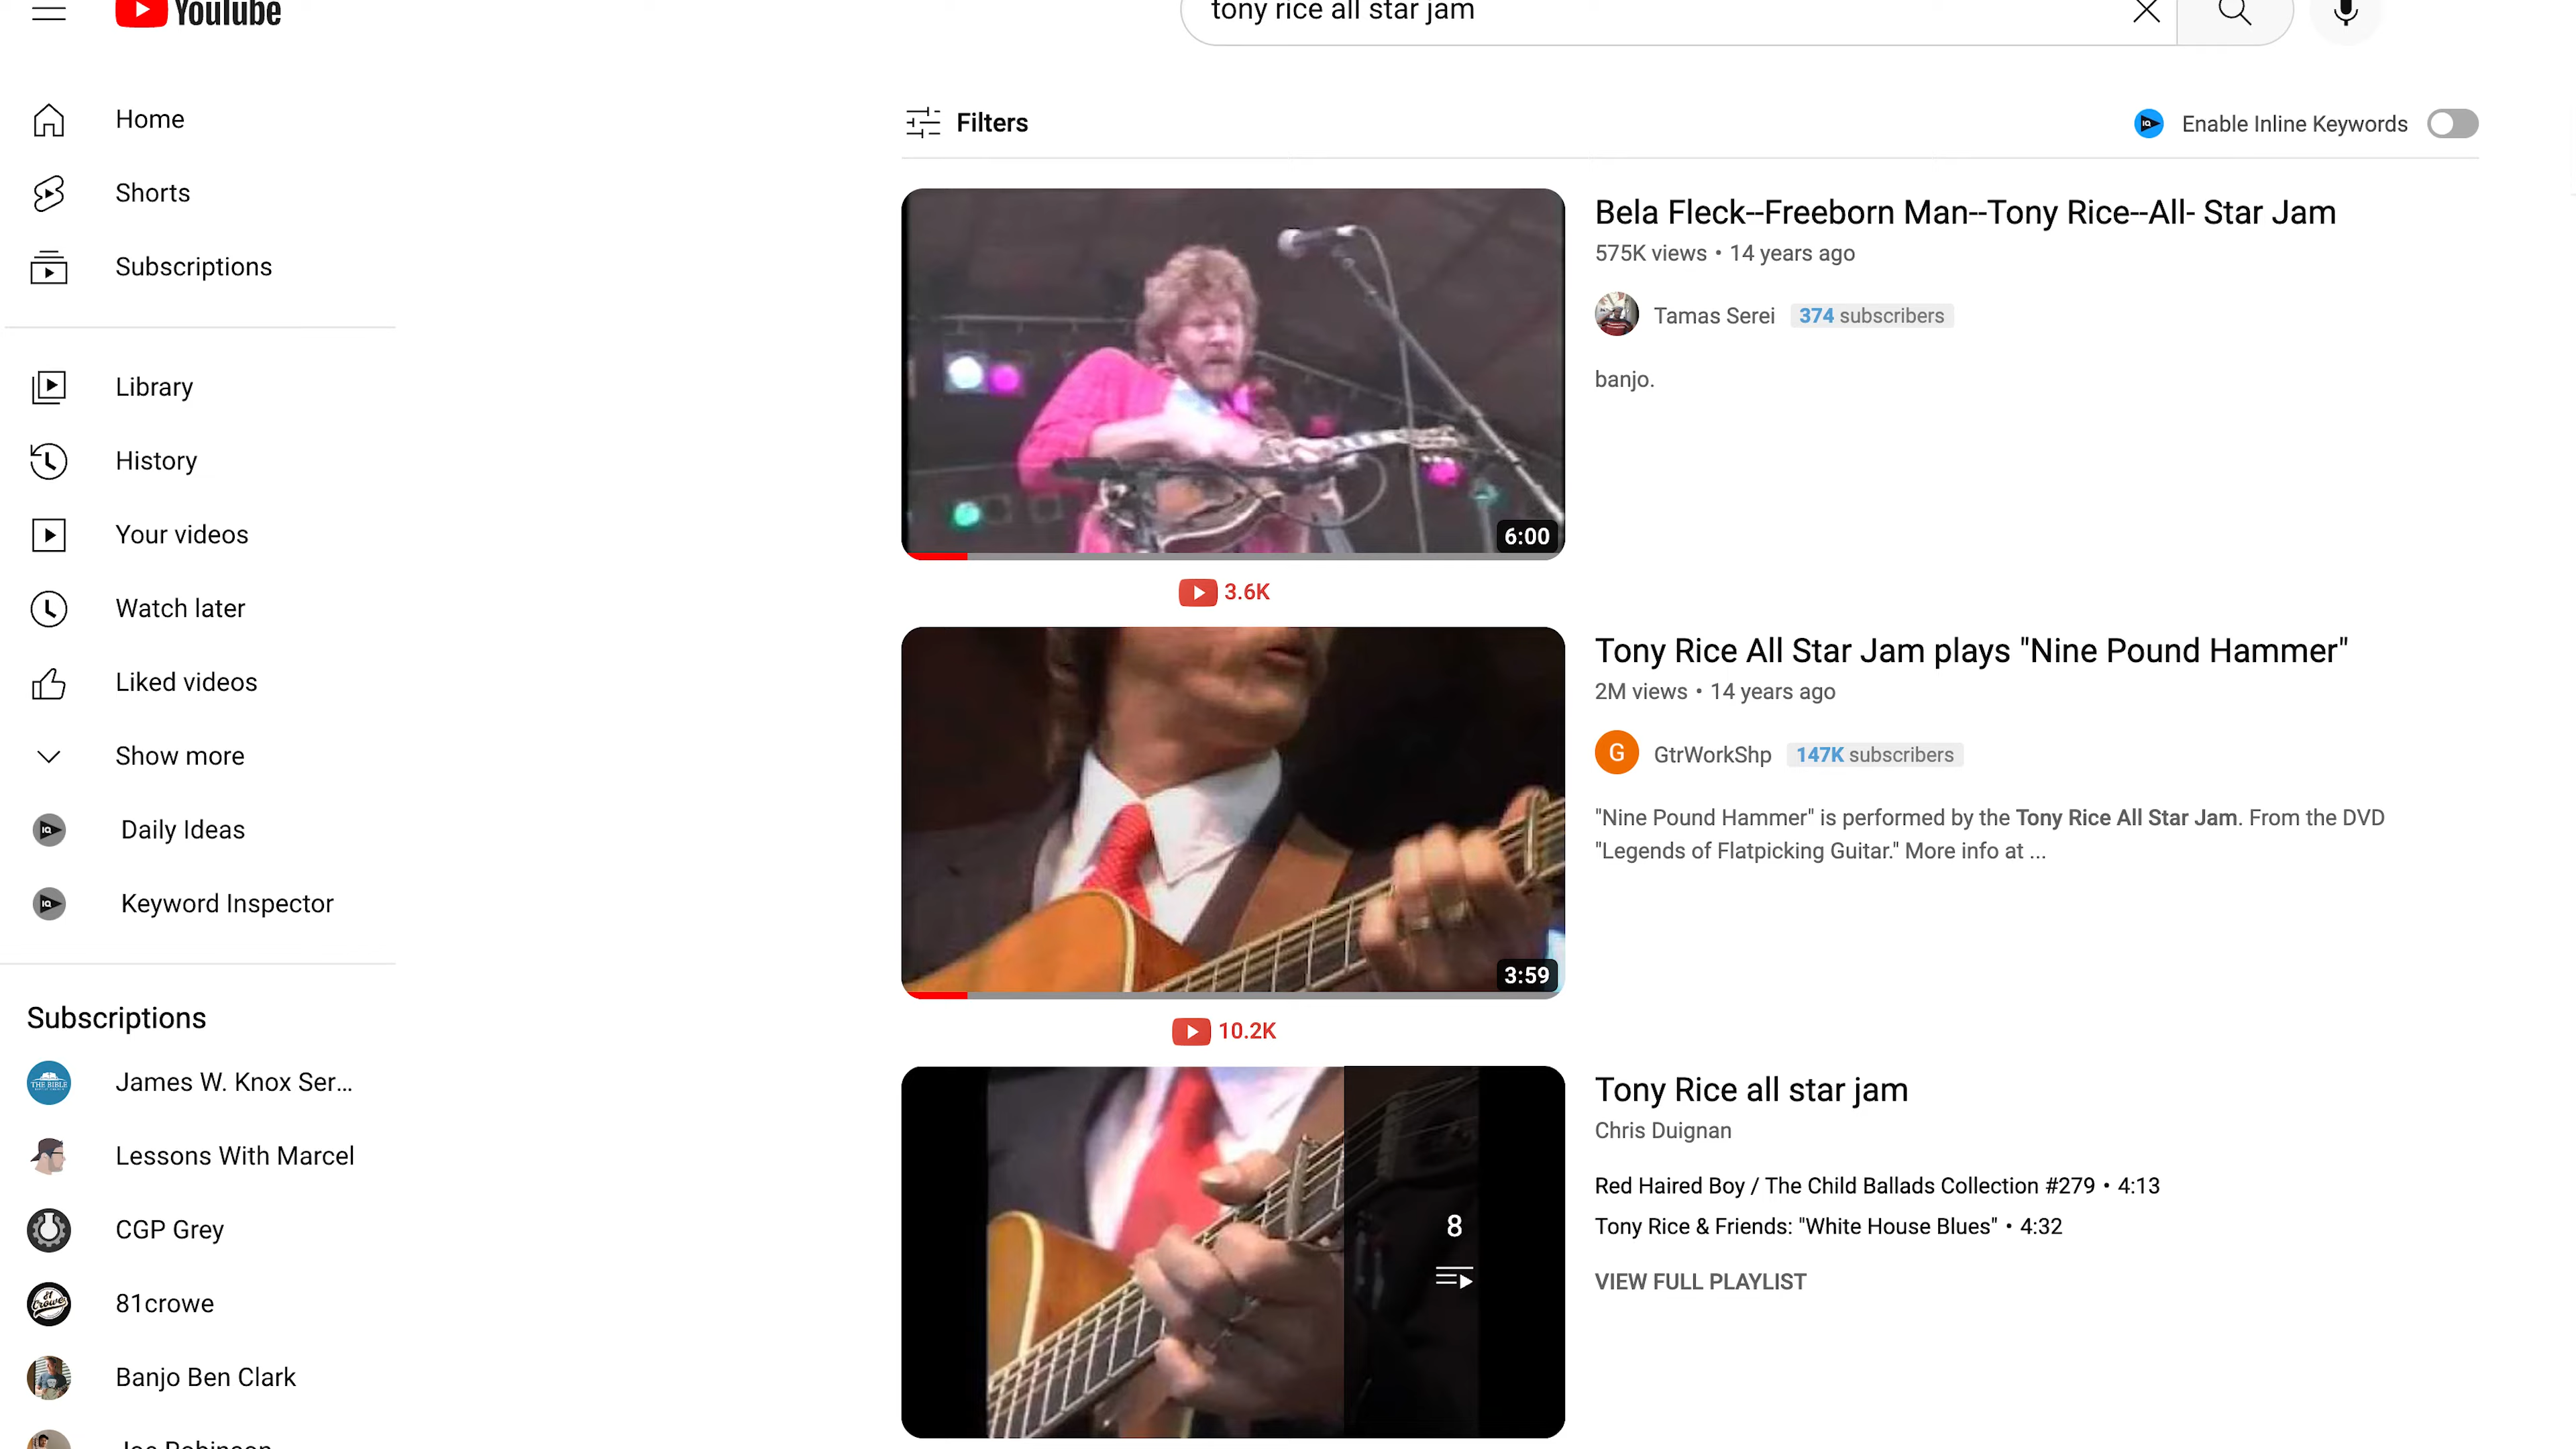 YouTube
tony rice all star jam
Home
Shorts
Subscriptions
Library
History
Your videos
Watch later
Liked videos
Show more
Daily Ideas
Keyword Inspector
Subscriptions
James W. Knox Ser...
Lessons With Marcel
CGP Grey
81crowe
Banjo Ben Clark
Filters
Enable Inline Keywords
6:00
3.6K
Bela Fleck--Freeborn Man--Tony Rice--All- Star Jam
575K views • 14 years ago
Tamas Serei 374 subscribers
banjo.
3:59
10.2K
Tony Rice All Star Jam plays "Nine Pound Hammer"
2M views • 14 years ago
G GtrWorkShp 147K subscribers
"Nine Pound Hammer" is performed by the Tony Rice All Star Jam. From the DVD
"Legends of Flatpicking Guitar." More info at ...
8
Tony Rice all star jam
Chris Duignan
Red Haired Boy / The Child Ballads Collection #279 • 4:13
Tony Rice & Friends: "White House Blues" • 4:32
VIEW FULL PLAYLIST